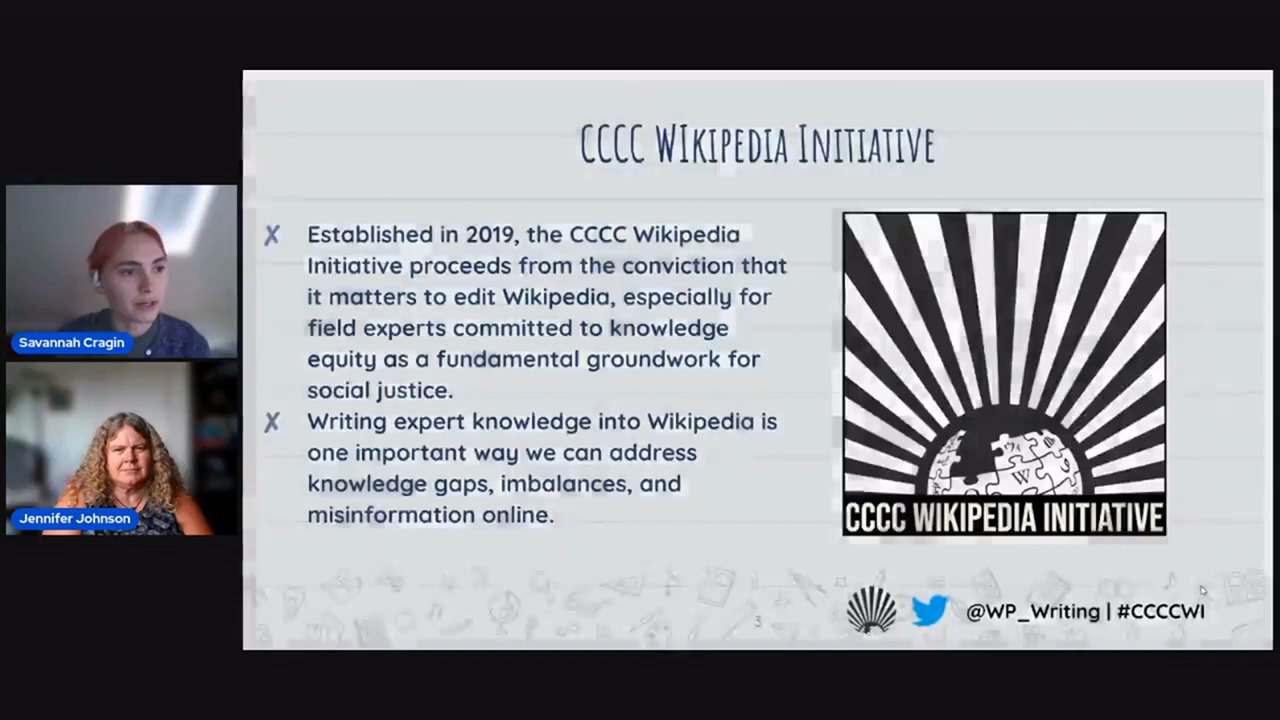 CCCC WIKIPEDIA INITIATIVE
✗ Established in 2019, the CCCC Wikipedia
Initiative proceeds from the conviction that
it matters to edit Wikipedia, especially for
field experts committed to knowledge
equity as a fundamental groundwork for
social justice.
✗ Writing expert knowledge into Wikipedia is
one important way we can address
knowledge gaps, imbalances, and
misinformation online.
W
CCCC WIKIPEDIA INITIATIVE
3
@WP_Writing | #CCCCWI
Savannah Cragin
Jennifer Johnson